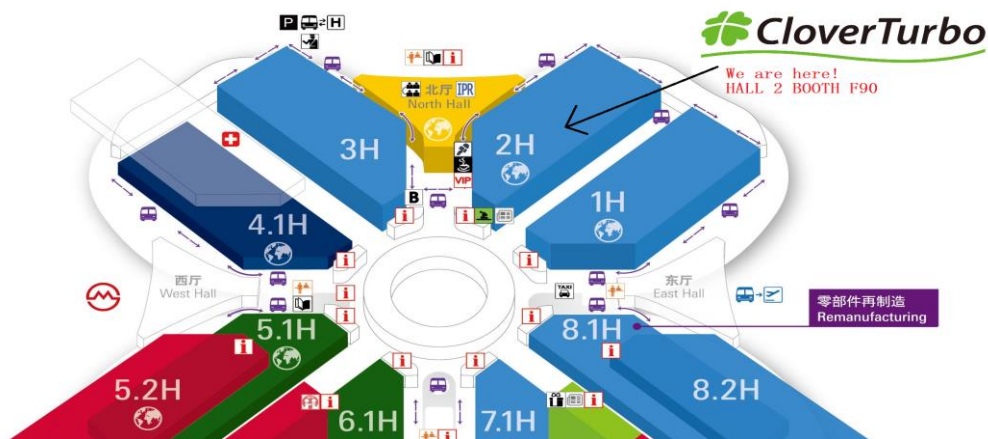 CloverTurbo
We are here!
HALL 2 BOOTH F90
P
H
北厅
IPR
North Hall
3H
2H
VIP
B
1H
4.1H
西厅
West Hall
TAXI
东厅
East Hall
零部件再制造
Remanufacturing
5.1H
8.1H
5.2H
8.2H
6.1H
7.1H